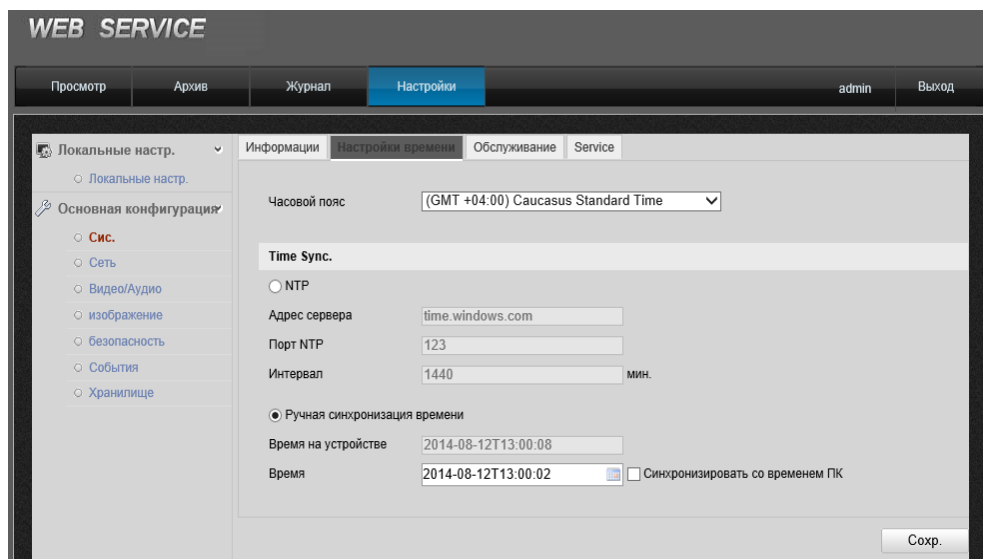 WEB SERVICE
Просмотр Архив Журнал Настройки admin Выход
Локальные настр.
Локальные настр.
Основная конфигурация
Сис.
Сеть
Видео/Аудио
изображение
безопасность
События
Хранилище
Информации Настройки времени Обслуживание Service
Часовой пояс (GMT +04:00) Caucasus Standard Time
Time Sync.
NTP
Адрес сервера time.windows.com
Порт NTP 123
Интервал 1440 мин.
Ручная синхронизация времени
Время на устройстве 2014-08-12T13:00:08
Время 2014-08-12T13:00:02 Синхронизировать со временем ПК
Сохр.